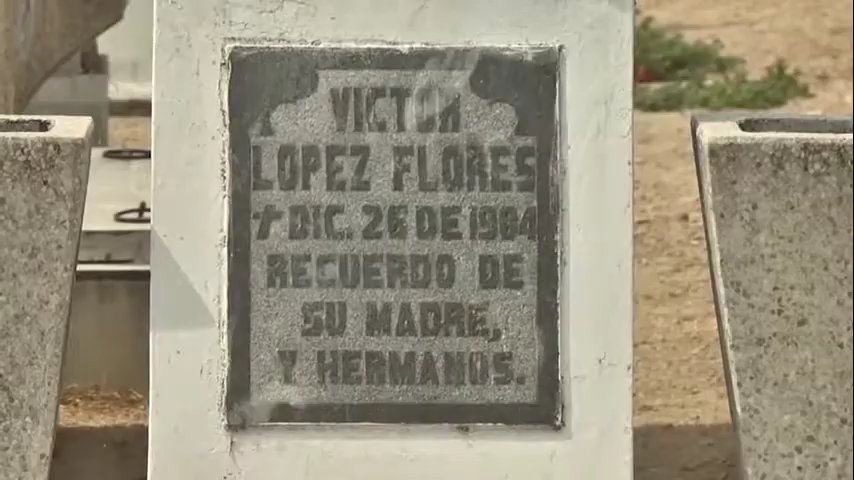 VICTOR
LOPEZ FLORES
† DIC. 26 DE 1984
RECUERDO DE
SU MADRE,
Y HERMANOS.